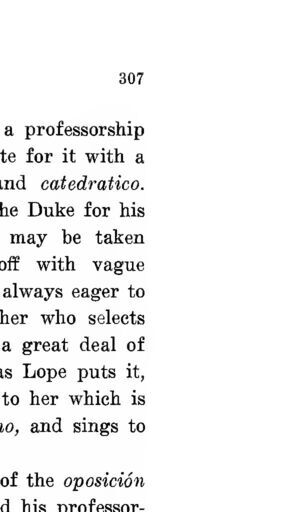 307
a professorship
te for it with a
and catedratico.
he Duke for his
may be taken
off with vague
always eager to
her who selects
a great deal of
as Lope puts it,
to her which is
no, and sings to
of the oposición
d his professor-